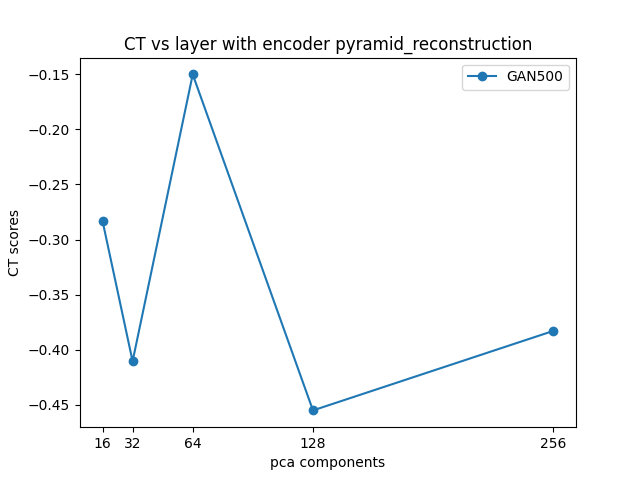 CT vs layer with encoder pyramid_reconstruction
GAN500
−0.15
−0.20
−0.25
−0.30
−0.35
−0.40
−0.45
CT scores
16 32 64 128 256
pca components